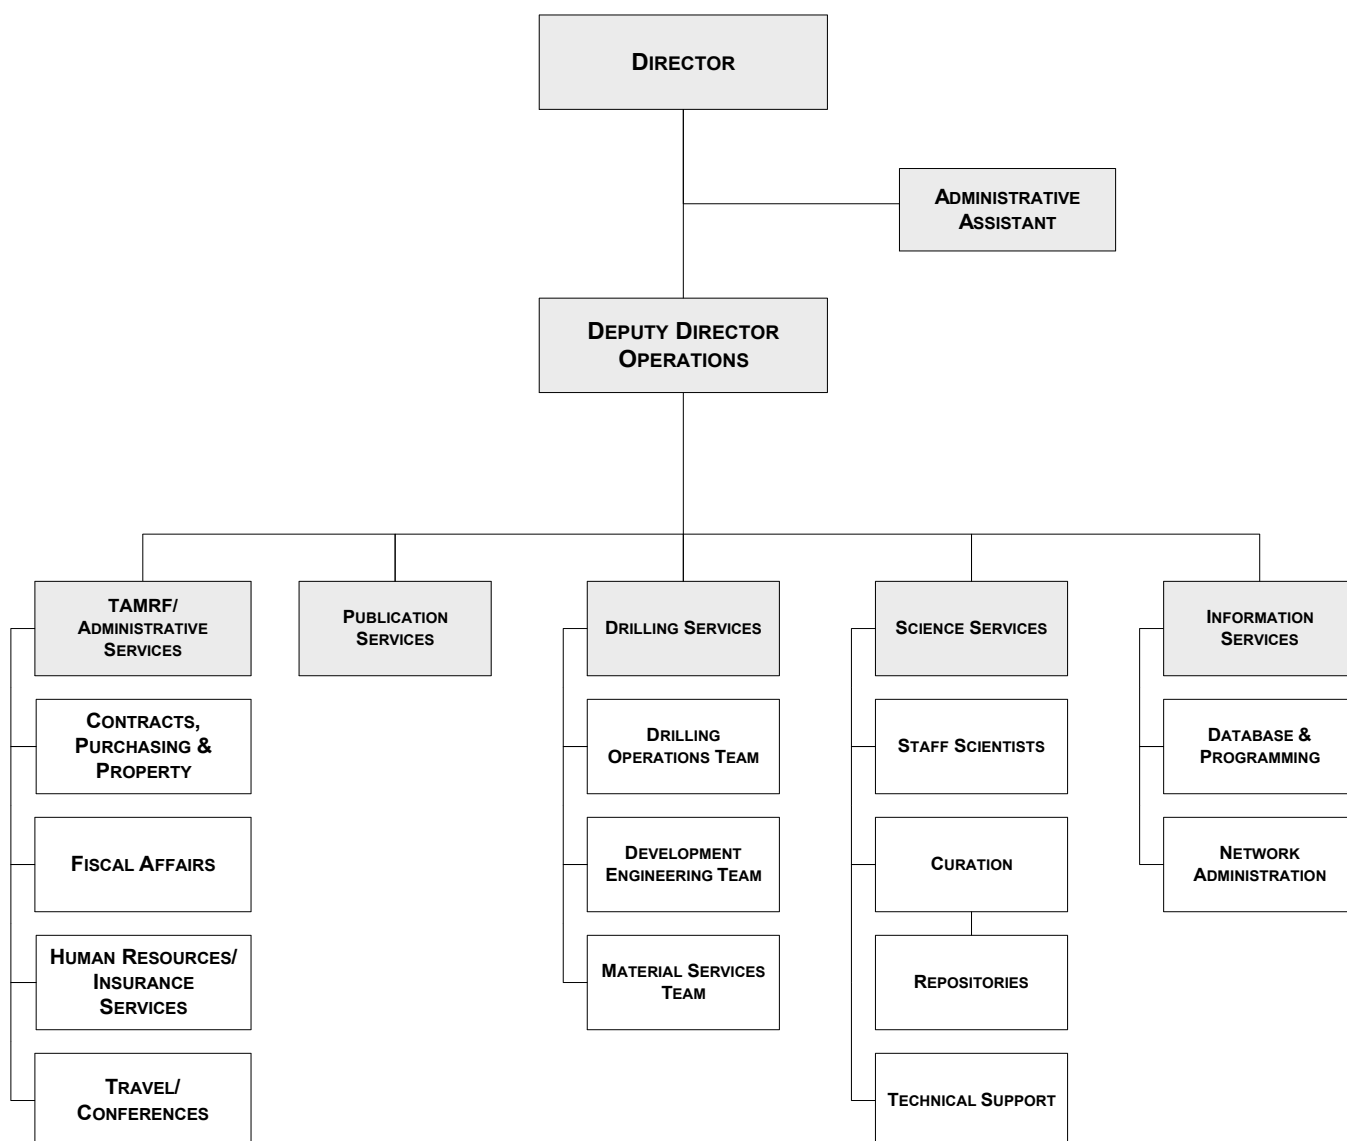 DIRECTOR
ADMINISTRATIVE
ASSISTANT
DEPUTY DIRECTOR
OPERATIONS
TAMRF/
ADMINISTRATIVE
SERVICES
PUBLICATION
SERVICES
DRILLING SERVICES
SCIENCE SERVICES
INFORMATION
SERVICES
CONTRACTS,
PURCHASING &
PROPERTY
DRILLING
OPERATIONS TEAM
STAFF SCIENTISTS
DATABASE &
PROGRAMMING
FISCAL AFFAIRS
DEVELOPMENT
ENGINEERING TEAM
CURATION
NETWORK
ADMINISTRATION
HUMAN RESOURCES/
INSURANCE
SERVICES
MATERIAL SERVICES
TEAM
REPOSITORIES
TRAVEL/
CONFERENCES
TECHNICAL SUPPORT